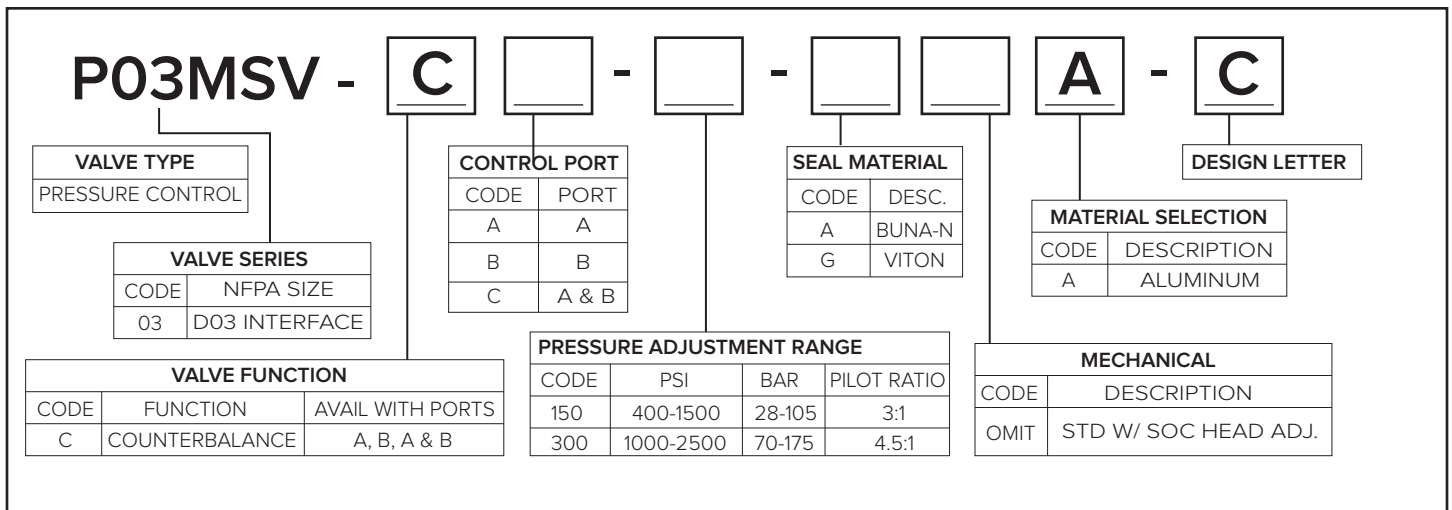 P03MSV - C - - A - C
VALVE TYPE
PRESSURE CONTROL
VALVE SERIES
CODE NFPA SIZE
03 D03 INTERFACE
VALVE FUNCTION
CODE FUNCTION AVAIL WITH PORTS
C COUNTERBALANCE A, B, A & B
CONTROL PORT
CODE PORT
A A
B B
C A & B
PRESSURE ADJUSTMENT RANGE
CODE PSI BAR PILOT RATIO
150 400-1500 28-105 3:1
300 1000-2500 70-175 4.5:1
SEAL MATERIAL
CODE DESC.
A BUNA-N
G VITON
MECHANICAL
CODE DESCRIPTION
OMIT STD W/ SOC HEAD ADJ.
MATERIAL SELECTION
CODE DESCRIPTION
A ALUMINUM
DESIGN LETTER